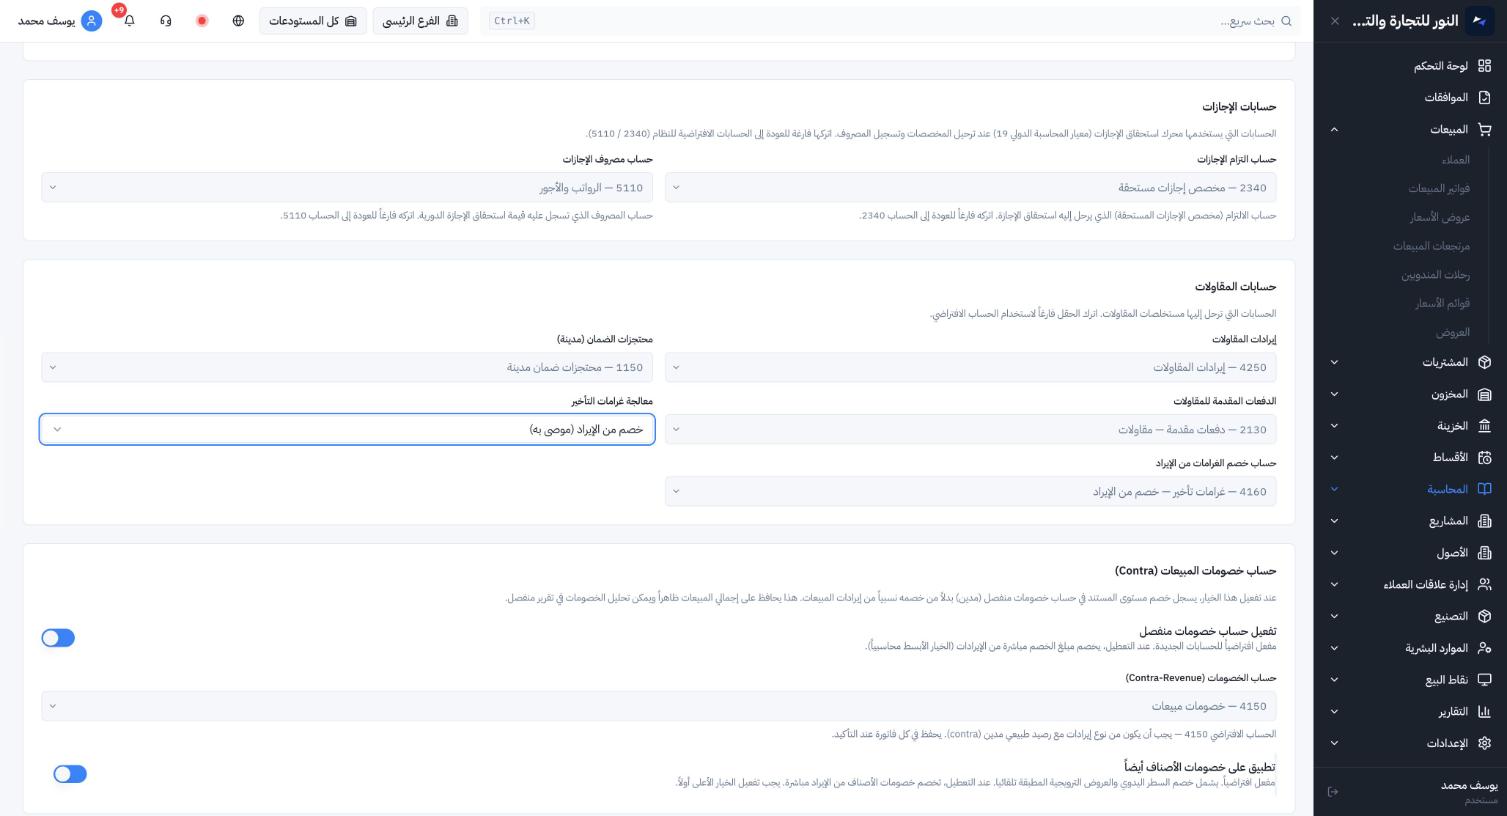 النور للتجارة والتـ...
لوحة التحكم
الموافقات
المبيعات
العملاء
فواتير المبيعات
عروض الأسعار
مرتجعات المبيعات
رحلات المندوبين
قوائم الأسعار
العروض
المشتريات
المخزون
الخزينة
الأقساط
المحاسبة
المشاريع
الأصول
إدارة علاقات العملاء
التصنيع
الموارد البشرية
نقاط البيع
التقارير
الإعدادات
يوسف محمد
مستخدم
بحث سريع...
Ctrl+K
الفرع الرئيسي
كل المستودعات
+9
يوسف محمد
حسابات الإجازات
الحسابات التي يستخدمها محرك استحقاق الإجازات (معيار المحاسبة الدولي 19) عند ترحيل المخصصات وتسجيل المصروف. اتركها فارغة للعودة إلى الحسابات الافتراضية للنظام (2340 / 5110).
حساب التزام الإجازات
حساب مصروف الإجازات
2340 — مخصص إجازات مستحقة
5110 — الرواتب والأجور
حساب الالتزام (مخصص الإجازات المستحقة) الذي يرحل إليه استحقاق الإجازة. اتركه فارغاً للعودة إلى الحساب 2340.
حساب المصروف الذي تسجل عليه قيمة استحقاق الإجازة الدورية. اتركه فارغاً للعودة إلى الحساب 5110.
حسابات المقاولات
الحسابات التي ترحل إليها مستخلصات المقاولات. اترك الحقل فارغاً لاستخدام الحساب الافتراضي.
إيرادات المقاولات
محتجزات الضمان (مدينة)
4250 — إيرادات المقاولات
1150 — محتجزات ضمان مدينة
الدفعات المقدمة للمقاولات
معالجة غرامات التأخير
2130 — دفعات مقدمة — مقاولات
خصم من الإيراد (موصى به)
حساب خصم الغرامات من الإيراد
4160 — غرامات تأخير — خصم من الإيراد
حساب خصومات المبيعات (Contra)
عند تفعيل هذا الخيار، يسجل خصم مستوى المستند في حساب خصومات منفصل (مدين) بدلاً من خصمه نسبياً من إيرادات المبيعات. هذا يحافظ على إجمالي المبيعات ظاهراً ويمكن تحليل الخصومات في تقرير منفصل.
تفعيل حساب خصومات منفصل
مفعل افتراضياً للحسابات الجديدة. عند التعطيل، يخصم مبلغ الخصم مباشرة من الإيرادات (الخيار الأبسط محاسبياً).
حساب الخصومات (Contra-Revenue)
4150 — خصومات مبيعات
الحساب الافتراضي 4150 — يجب أن يكون من نوع إيرادات مع رصيد طبيعي مدين (contra). يحفظ في كل فاتورة عند التأكيد.
تطبيق على خصومات الأصناف أيضاً
مفعل افتراضياً. يشمل خصم السطر اليدوي والعروض الترويجية المطبقة تلقائيا. عند التعطيل، تخصم خصومات الأصناف من الإيراد مباشرة. يجب تفعيل الخيار الأعلى أولاً.